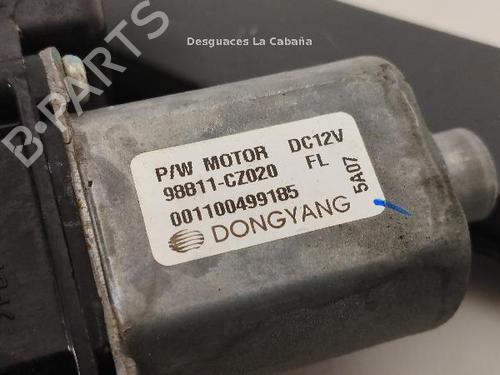 Desguaces La Cabaña
B-PARTS
P/W MOTOR DC12V
98811-CZ020 FL
001100499185
5A07
DONGYANG